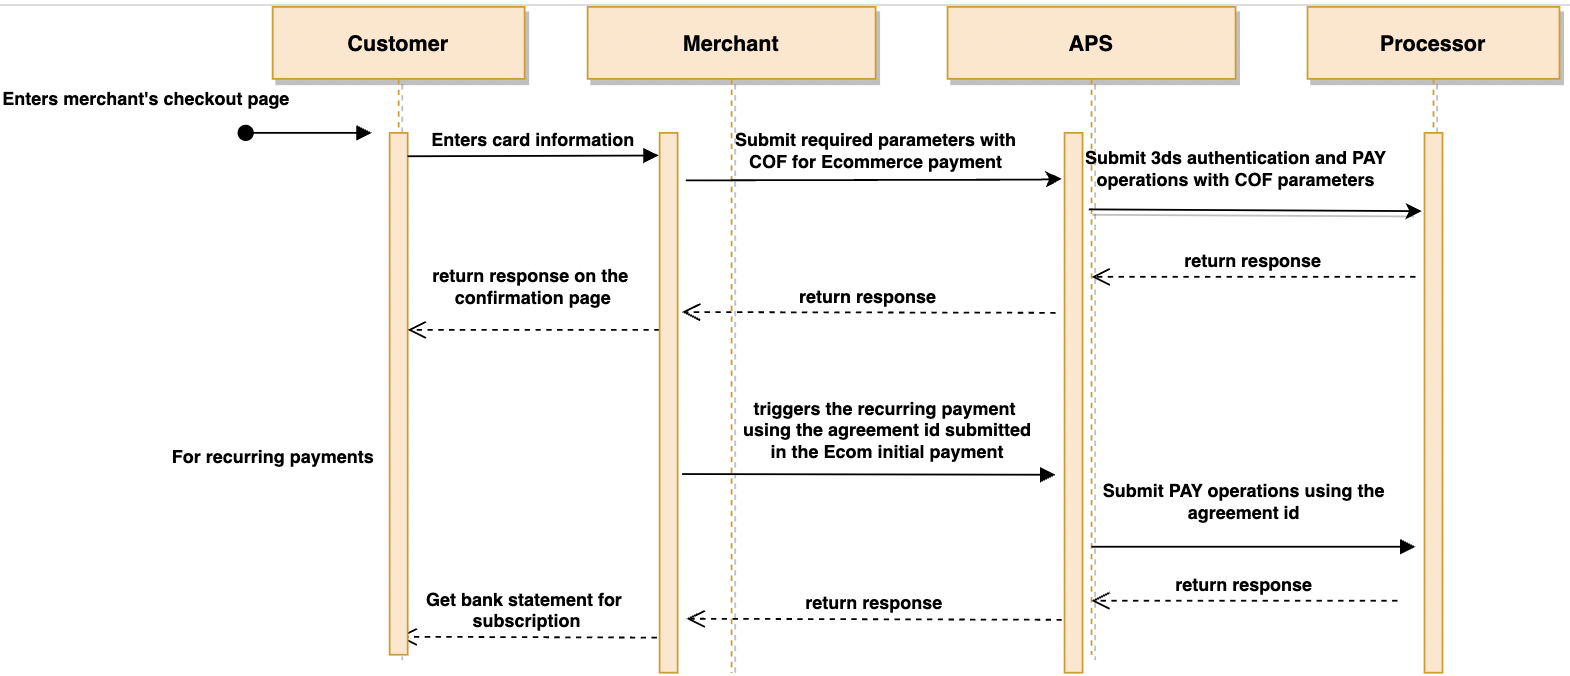 Customer
Merchant
APS
Processor
Enters merchant's checkout page
Enters card information
Submit required parameters with
COF for Ecommerce payment
Submit 3ds authentication and PAY
operations with COF parameters
return response
return response on the
confirmation page
return response
triggers the recurring payment
using the agreement id submitted
in the Ecom initial payment
For recurring payments
Submit PAY operations using the
agreement id
return response
Get bank statement for
subscription
return response